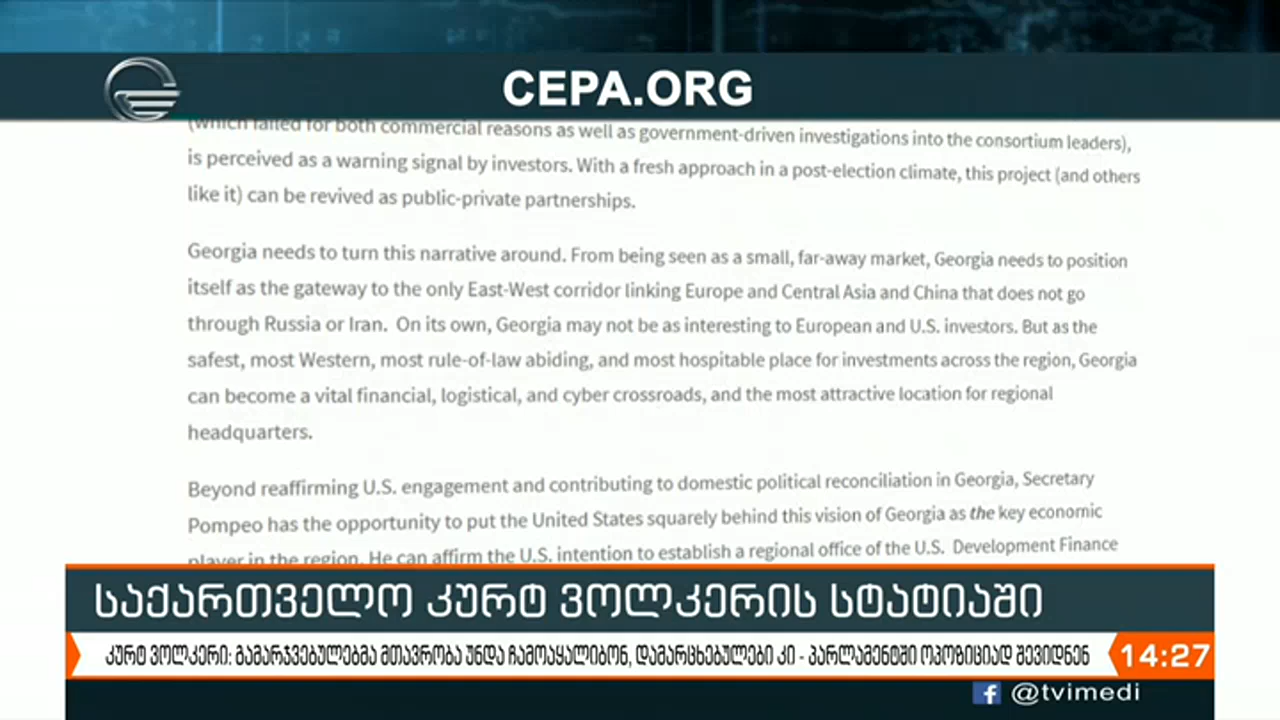 CEPA.ORG
(which failed for both commercial reasons as well as government-driven investigations into the consortium leaders),
is perceived as a warning signal by investors. With a fresh approach in a post-election climate, this project (and others
like it) can be revived as public-private partnerships.
Georgia needs to turn this narrative around. From being seen as a small, far-away market, Georgia needs to position
itself as the gateway to the only East-West corridor linking Europe and Central Asia and China that does not go
through Russia or Iran. On its own, Georgia may not be as interesting to European and U.S. investors. But as the
safest, most Western, most rule-of-law abiding, and most hospitable place for investments across the region, Georgia
can become a vital financial, logistical, and cyber crossroads, and the most attractive location for regional
headquarters.
Beyond reaffirming U.S. engagement and contributing to domestic political reconciliation in Georgia, Secretary
Pompeo has the opportunity to put the United States squarely behind this vision of Georgia as the key economic
player in the region. He can affirm the U.S. intention to establish a regional office of the U.S. Development Finance
საქართველო კურტ ვოლკერის სტატიაში
კურტ ვოლკერი: გამარჯვებულებმა მთავრობა უნდა ჩამოაყალიბონ, დამარცხებულები კი - პარლამენტში ოპოზიციად შევიდნენ
14:27
@tvimedi